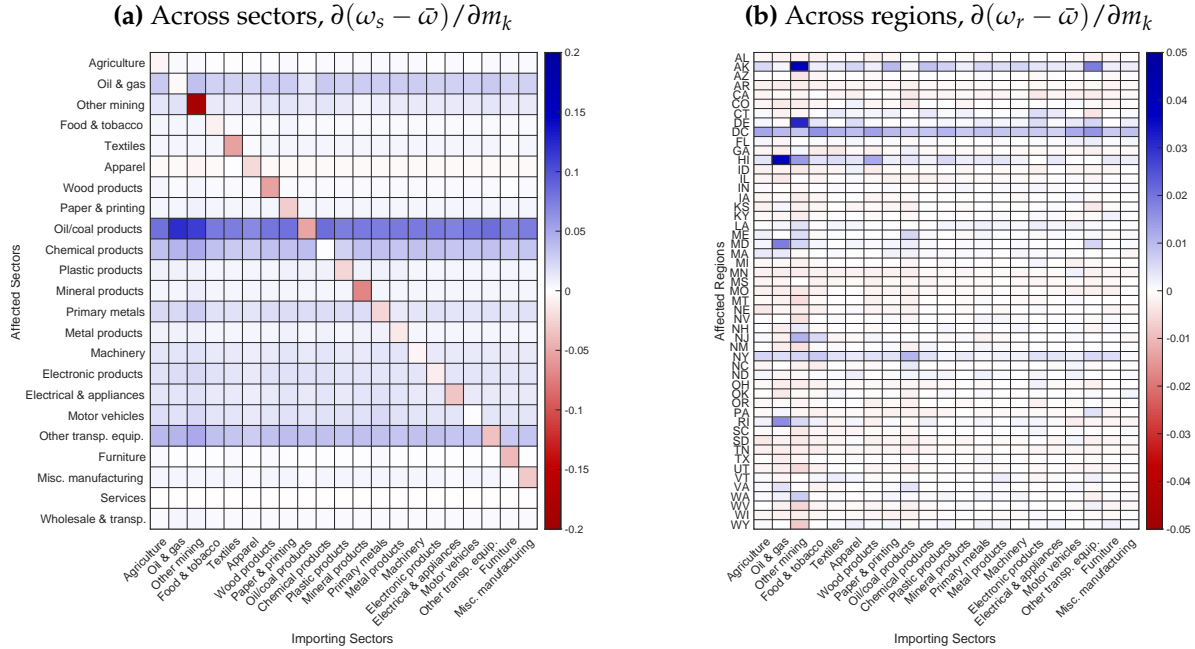 (a) Across sectors, ∂(ω_s − ω̄)/∂m_k
Agriculture
Oil & gas
Other mining
Food & tobacco
Textiles
Apparel
Wood products
Paper & printing
Oil/coal products
Chemical products
Plastic products
Mineral products
Primary metals
Metal products
Machinery
Electronic products
Electrical & appliances
Motor vehicles
Other transp. equip.
Furniture
Misc. manufacturing
Services
Wholesale & transp.
Affected Sectors
Agriculture
Oil & gas
Other mining
Food & tobacco
Textiles
Apparel
Wood products
Paper & printing
Oil/coal products
Chemical products
Plastic products
Mineral products
Primary metals
Metal products
Machinery
Electronic products
Electrical & appliances
Motor vehicles
Other transp. equip.
Furniture
Misc. manufacturing
Importing Sectors
0.2
0.15
0.1
0.05
0
-0.05
-0.1
-0.15
-0.2
(b) Across regions, ∂(ω_r − ω̄)/∂m_k
AL
AK
AZ
AR
CA
CO
CT
DE
DC
FL
GA
HI
ID
IL
IN
IA
KS
KY
LA
ME
MD
MA
MI
MN
MS
MO
MT
NE
NV
NH
NJ
NM
NY
NC
ND
OH
OK
OR
PA
RI
SC
SD
TN
TX
UT
VT
VA
WA
WV
WI
WY
Affected Regions
Agriculture
Oil & gas
Other mining
Food & tobacco
Textiles
Apparel
Wood products
Paper & printing
Oil/coal products
Chemical products
Plastic products
Mineral products
Primary metals
Metal products
Machinery
Electronic products
Electrical & appliances
Motor vehicles
Other transp. equip.
Furniture
Misc. manufacturing
Importing Sectors
0.05
0.04
0.03
0.02
0.01
0
-0.01
-0.02
-0.03
-0.04
-0.05